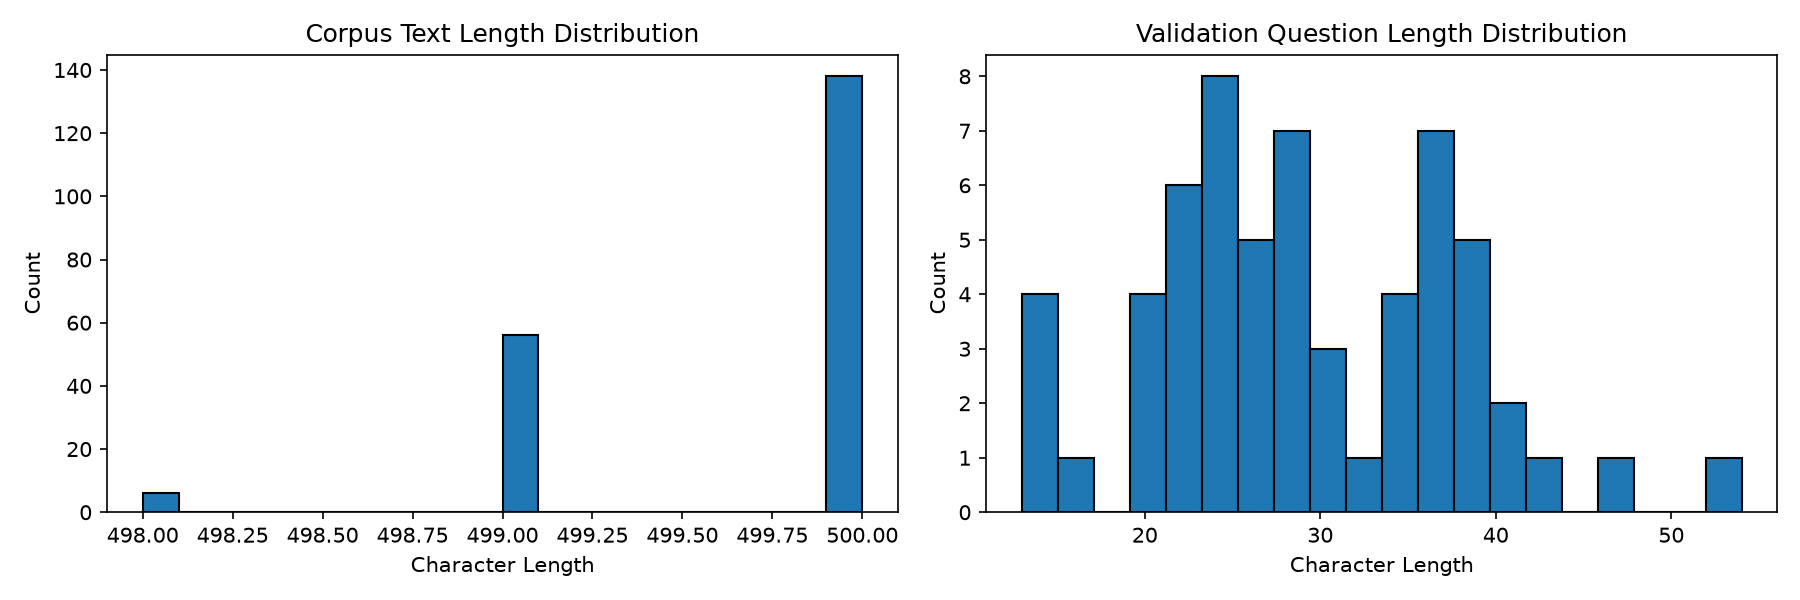 Corpus Text Length Distribution
140
120
100
80
60
40
20
0
Count
498.00 498.25 498.50 498.75 499.00 499.25 499.50 499.75 500.00
Character Length
Validation Question Length Distribution
8
7
6
5
4
3
2
1
0
Count
20 30 40 50
Character Length